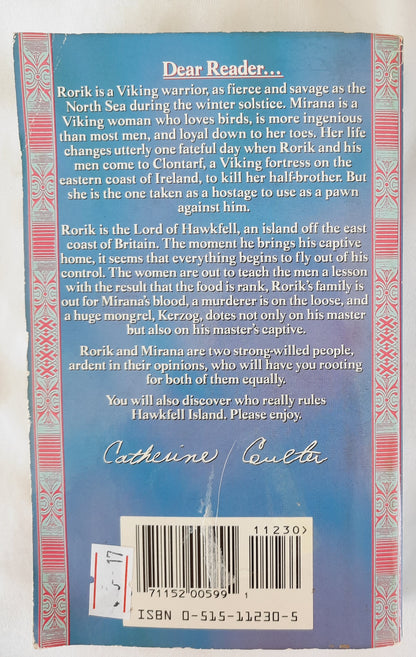 Dear Reader...
Rorik is a Viking warrior, as fierce and savage as the
North Sea during the winter solstice. Mirana is a
Viking woman who loves birds, is more ingenious
than most men, and loyal down to her toes. Her life
changes utterly one fateful day when Rorik and his
men come to Clontarf, a Viking fortress on the
eastern coast of Ireland, to kill her half-brother. But
she is the one taken as a hostage to use as a pawn
against him.
Rorik is the Lord of Hawkfell, an island off the east
coast of Britain. The moment he brings his captive
home, it seems that everything begins to fly out of his
control. The women are out to teach the men a lesson
with the result that the food is rank, Rorik's family is
out for Mirana's blood, a murderer is on the loose, and
a huge mongrel, Kerzog, dotes not only on his master
but also on his master's captive.
Rorik and Mirana are two strong-willed people,
ardent in their opinions, who will have you rooting
for both of them equally.
You will also discover who really rules
Hawkfell Island. Please enjoy.
Catherine Coulter
11230>
71152 00599 1
ISBN 0-515-11230-5
17